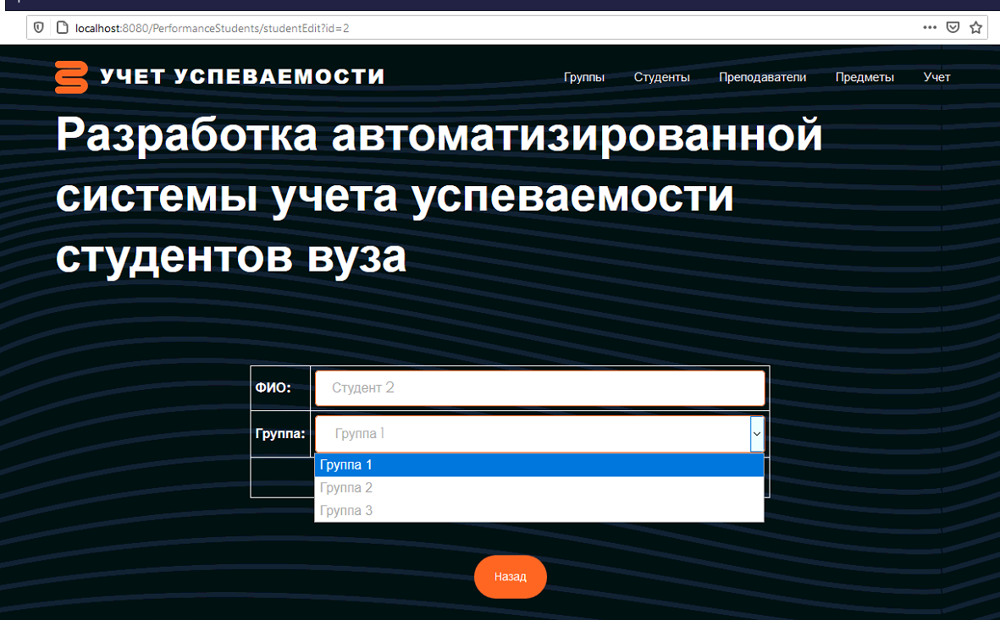 localhost:8080/PerformanceStudents/studentEdit?id=2
УЧЕТ УСПЕВАЕМОСТИ
Группы Студенты Преподаватели Предметы Учет
Разработка автоматизированной
системы учета успеваемости
студентов вуза
ФИО: Студент 2
Группа: Группа 1
Группа 1
Группа 2
Группа 3
Назад